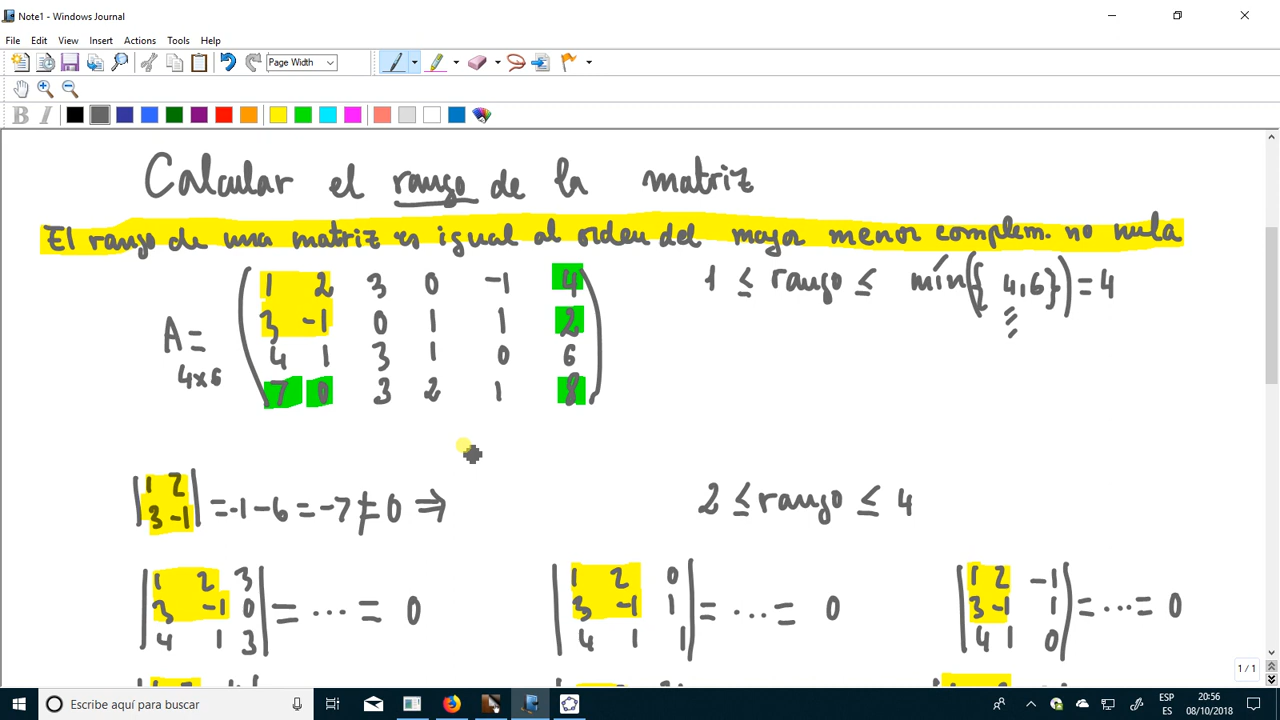 Note1 - Windows Journal
File Edit View Insert Actions Tools Help
Page Width
B I
Calcular el rango de la matriz
El rango de una matriz es igual al orden del mayor menor complem. no nula
A= 4x6
1 2 3 0 -1 4
3 -1 0 1 1 2
4 1 3 1 0 6
7 0 3 2 1 8
1 ≤ rango ≤ mín({4,6})=4
|1 2|
|3 -1| = -1-6 = -7 ≠ 0 ⇒
2 ≤ rango ≤ 4
|1 2 3|
|3 -1 0| = ... = 0
|4 1 3|
|1 2 0|
|3 -1 1| = ... = 0
|4 1 1|
|1 2 -1|
|3 -1 1| = ... = 0
|4 1 0|
1 / 1
Escribe aquí para buscar
ESP
ES
20:56
08/10/2018